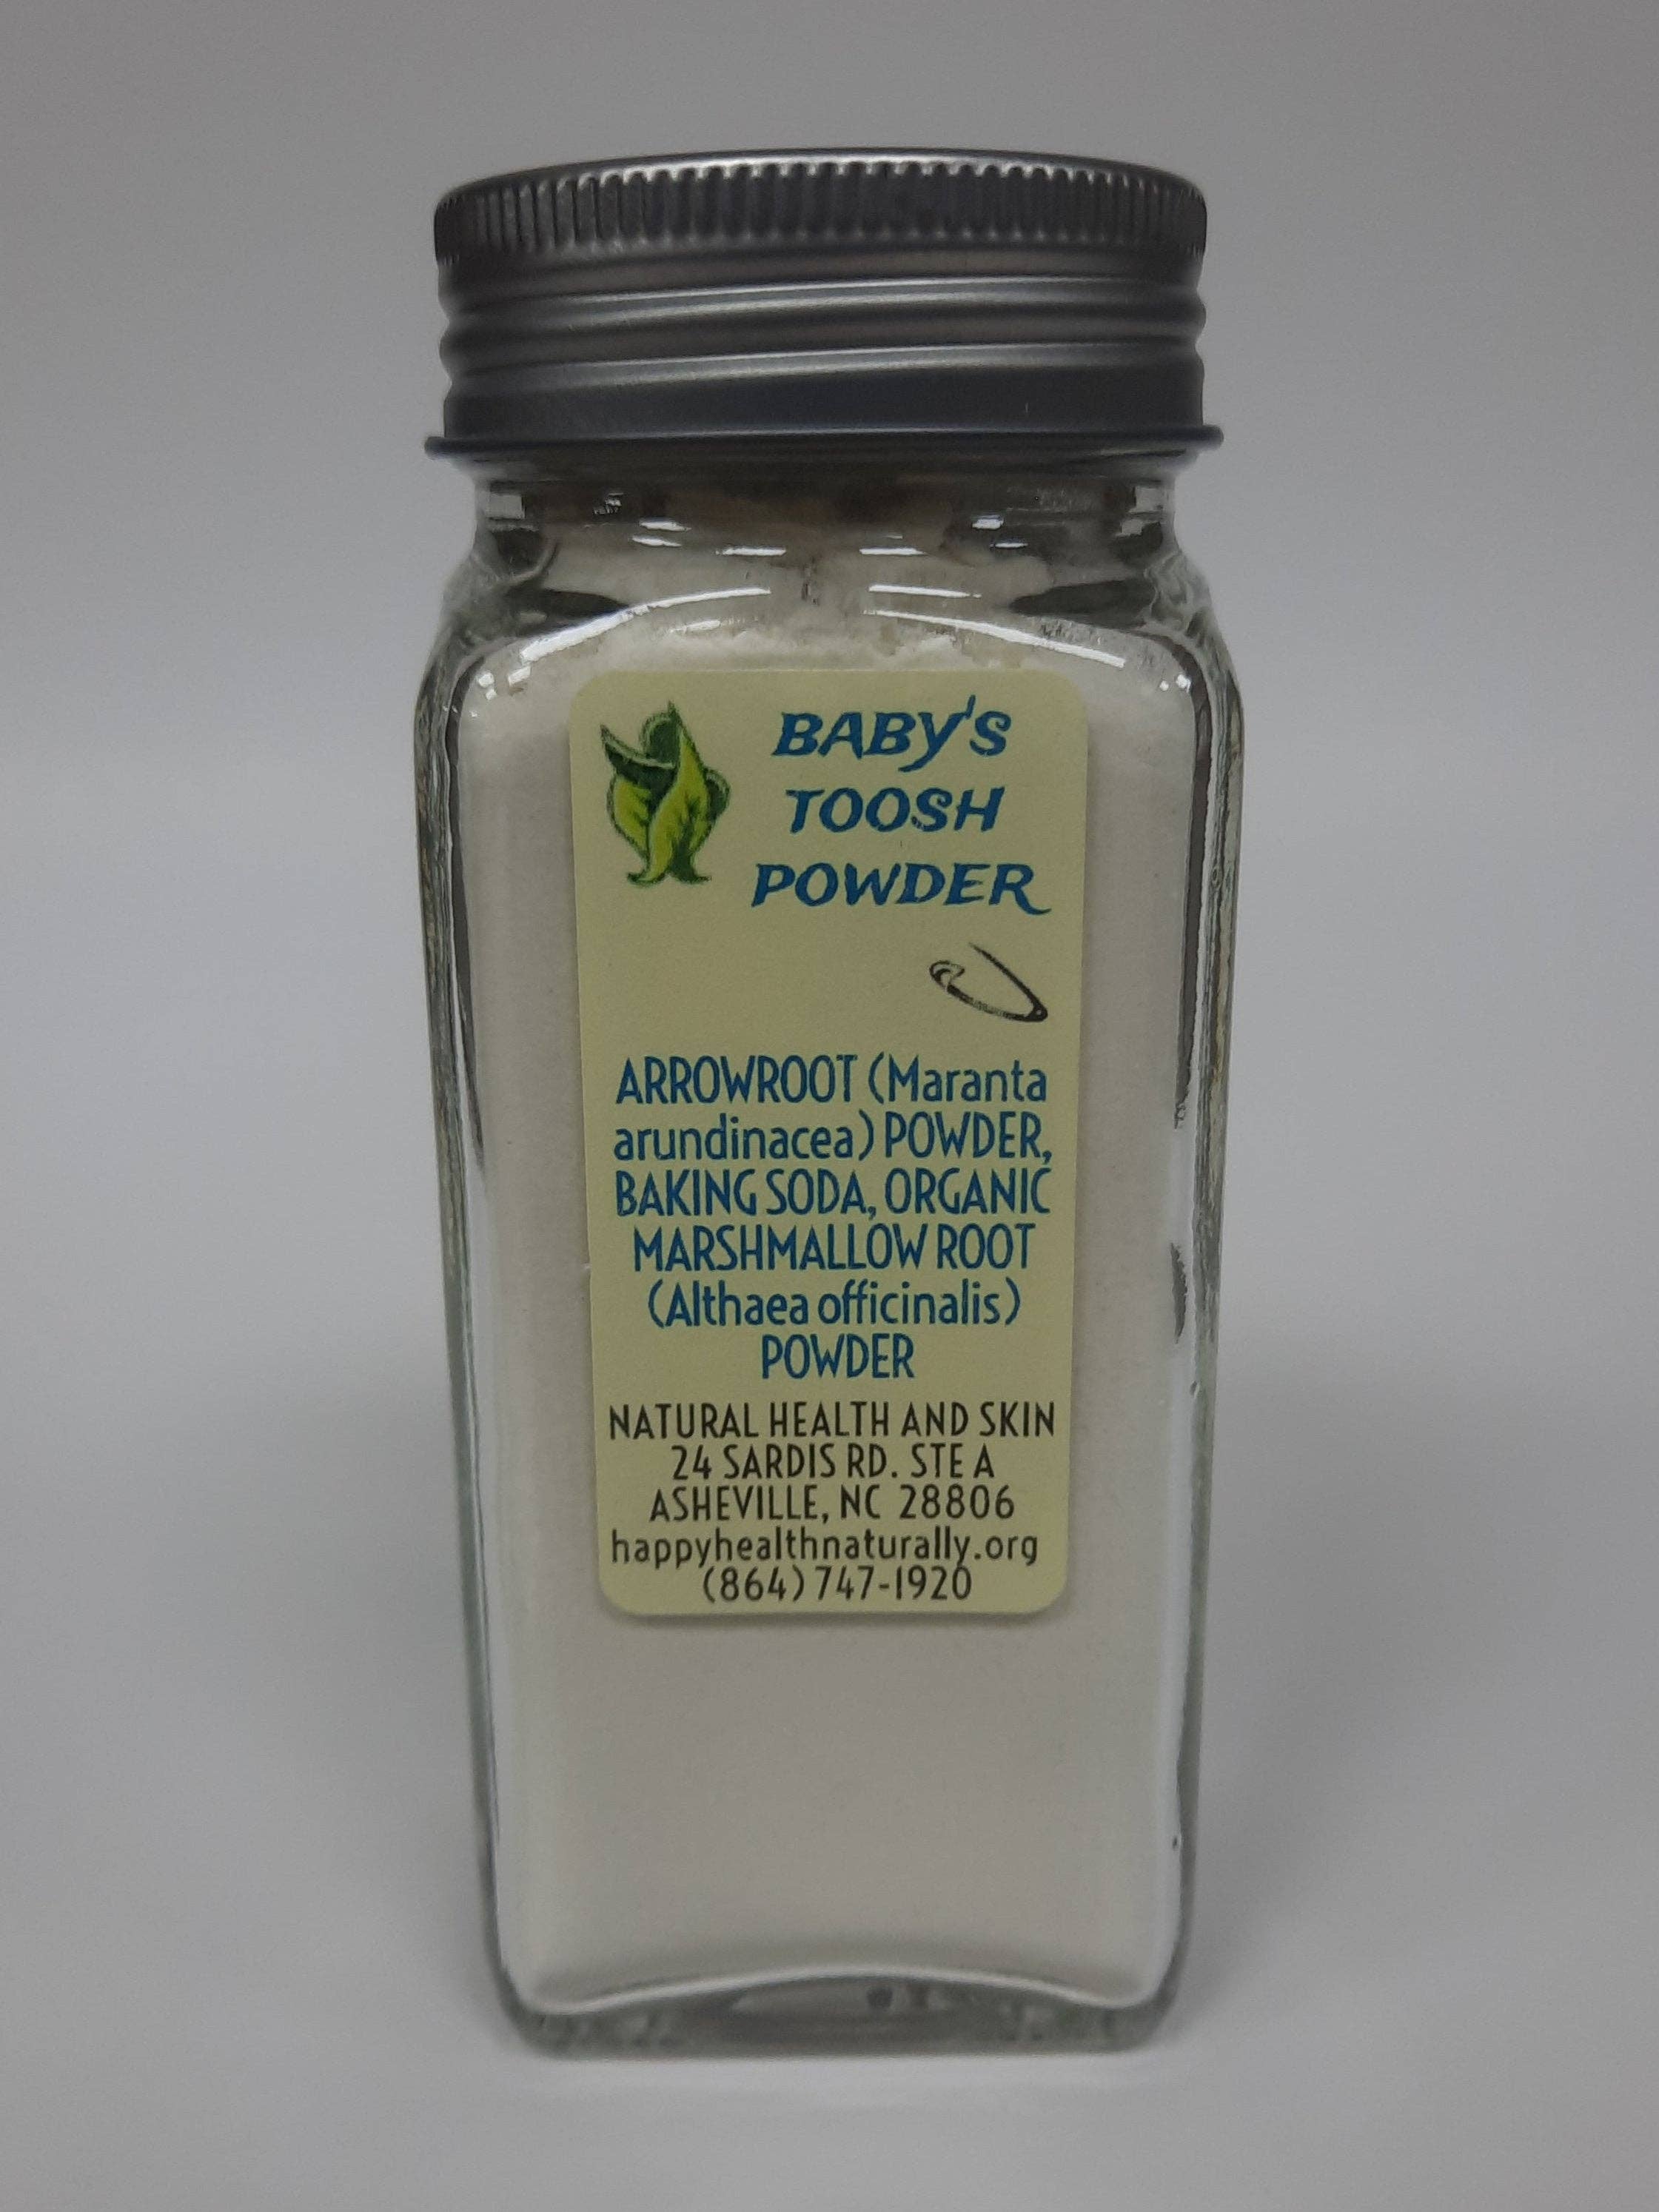 BABY'S
TOOSH
POWDER
ARROWROOT (Maranta
arundinacea) POWDER,
BAKING SODA, ORGANIC
MARSHMALLOW ROOT
(Althaea officinalis)
POWDER
NATURAL HEALTH AND SKIN
24 SARDIS RD. STE A
ASHEVILLE, NC 28806
happyhealthnaturally.org
(864) 747-1920